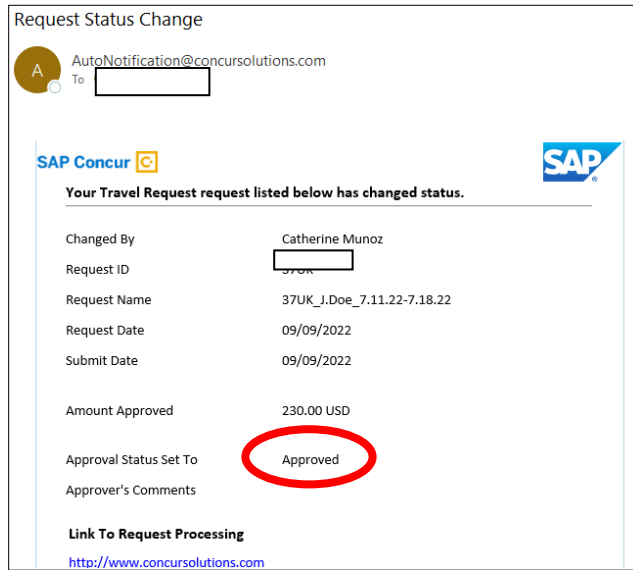 Request Status Change
A
AutoNotification@concursolutions.com
To
SAP Concur C
SAP
Your Travel Request request listed below has changed status.
Changed By Catherine Munoz
Request ID
Request Name 37UK_J.Doe_7.11.22-7.18.22
Request Date 09/09/2022
Submit Date 09/09/2022
Amount Approved 230.00 USD
Approval Status Set To Approved
Approver's Comments
Link To Request Processing
http://www.concursolutions.com